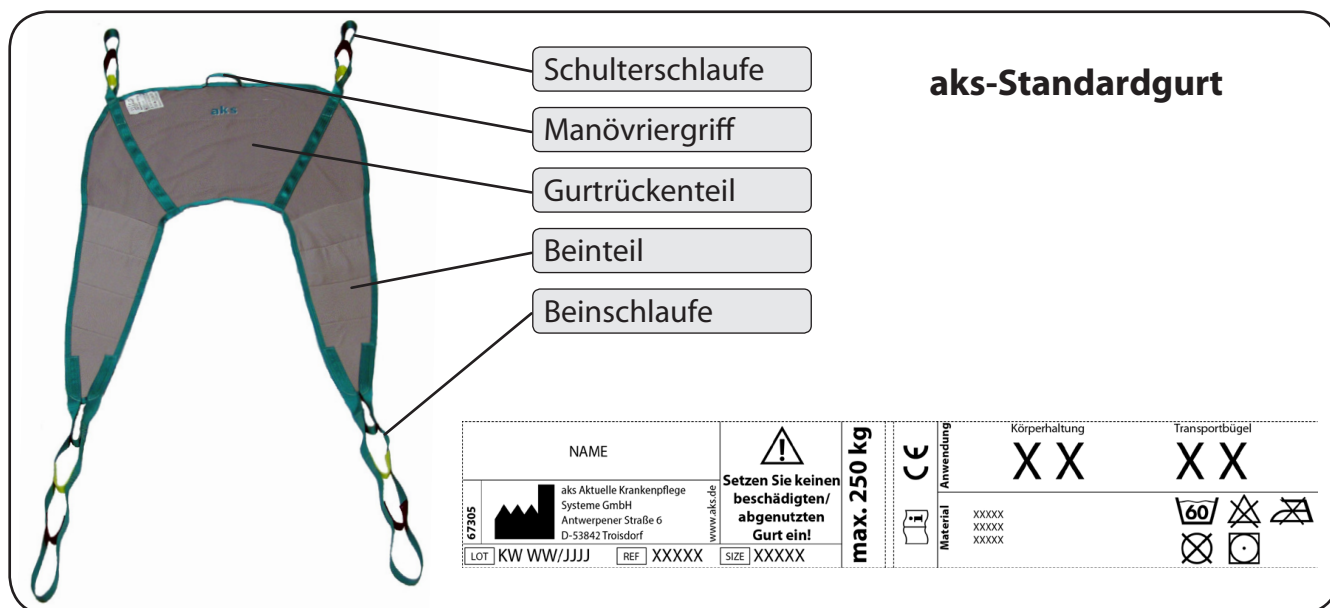 aks-Standardgurt
Schulterschlaufe
Manövriergriff
Gurtrückenteil
Beinteil
Beinschlaufe
aks
NAME
67305
aks Aktuelle Krankenpflege
Systeme GmbH
Antwerpener Straße 6
D-53842 Troisdorf
www.aks.de
LOT KW WW/JJJJ REF XXXXX SIZE XXXXX
Setzen Sie keinen
beschädigten/
abgenutzten
Gurt ein!
max. 250 kg
CE
i
Anwendung
Körperhaltung
X X
Transportbügel
X X
Material
XXXXX
XXXXX
XXXXX
60